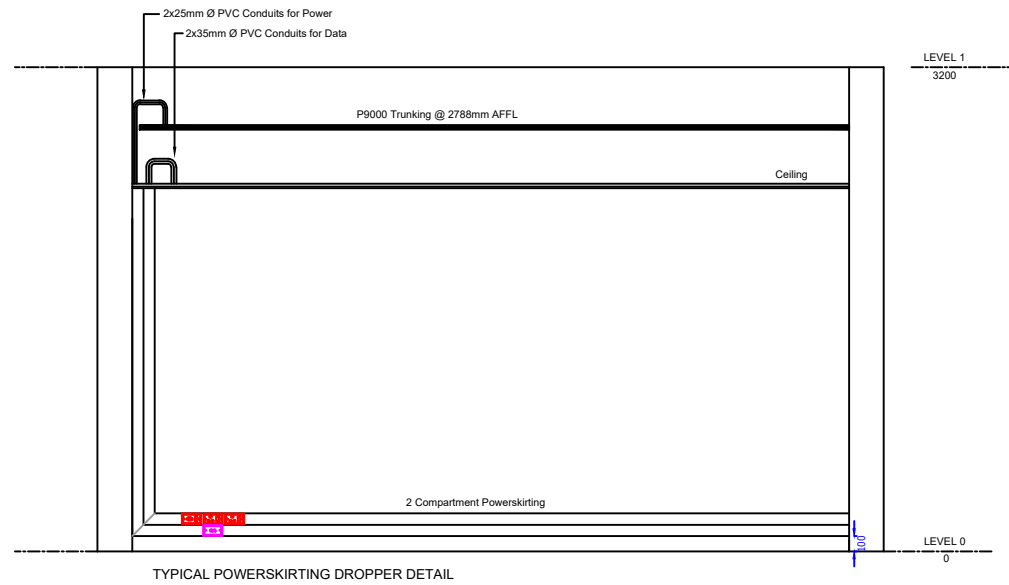 2x25mm Ø PVC Conduits for Power
2x35mm Ø PVC Conduits for Data
LEVEL 1
3200
P9000 Trunking @ 2788mm AFFL
Ceiling
2 Compartment Powerskirting
100
LEVEL 0
0
TYPICAL POWERSKIRTING DROPPER DETAIL